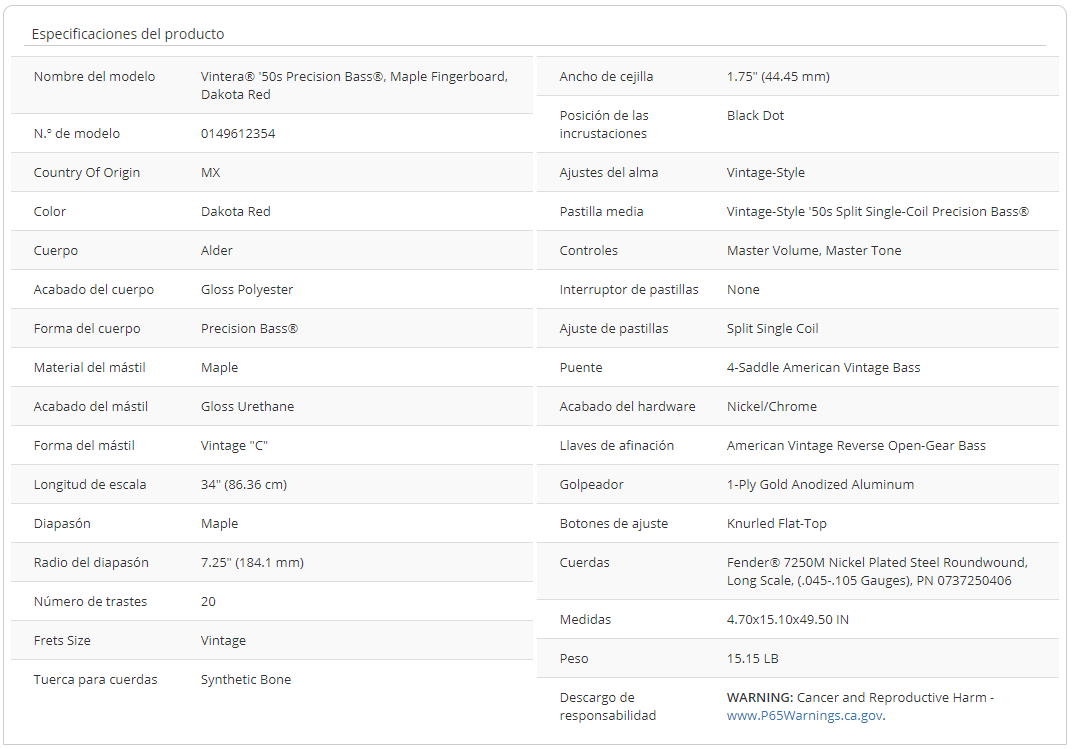 Especificaciones del producto
Nombre del modelo
Vintera® '50s Precision Bass®, Maple Fingerboard,
Dakota Red
N.º de modelo
0149612354
Country Of Origin
MX
Color
Dakota Red
Cuerpo
Alder
Acabado del cuerpo
Gloss Polyester
Forma del cuerpo
Precision Bass®
Material del mástil
Maple
Acabado del mástil
Gloss Urethane
Forma del mástil
Vintage "C"
Longitud de escala
34" (86.36 cm)
Diapasón
Maple
Radio del diapasón
7.25" (184.1 mm)
Número de trastes
20
Frets Size
Vintage
Tuerca para cuerdas
Synthetic Bone
Ancho de cejilla
1.75" (44.45 mm)
Posición de las
incrustaciones
Black Dot
Ajustes del alma
Vintage-Style
Pastilla media
Vintage-Style '50s Split Single-Coil Precision Bass®
Controles
Master Volume, Master Tone
Interruptor de pastillas
None
Ajuste de pastillas
Split Single Coil
Puente
4-Saddle American Vintage Bass
Acabado del hardware
Nickel/Chrome
Llaves de afinación
American Vintage Reverse Open-Gear Bass
Golpeador
1-Ply Gold Anodized Aluminum
Botones de ajuste
Knurled Flat-Top
Cuerdas
Fender® 7250M Nickel Plated Steel Roundwound,
Long Scale, (.045-.105 Gauges), PN 0737250406
Medidas
4.70x15.10x49.50 IN
Peso
15.15 LB
Descargo de
responsabilidad
WARNING: Cancer and Reproductive Harm -
www.P65Warnings.ca.gov.